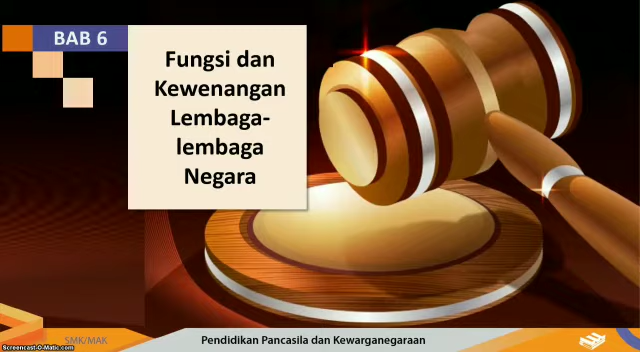 BAB 6
Fungsi dan
Kewenangan
Lembaga-
lembaga
Negara
SMK/MAK
Pendidikan Pancasila dan Kewarganegaraan
Screencast-O-Matic.com